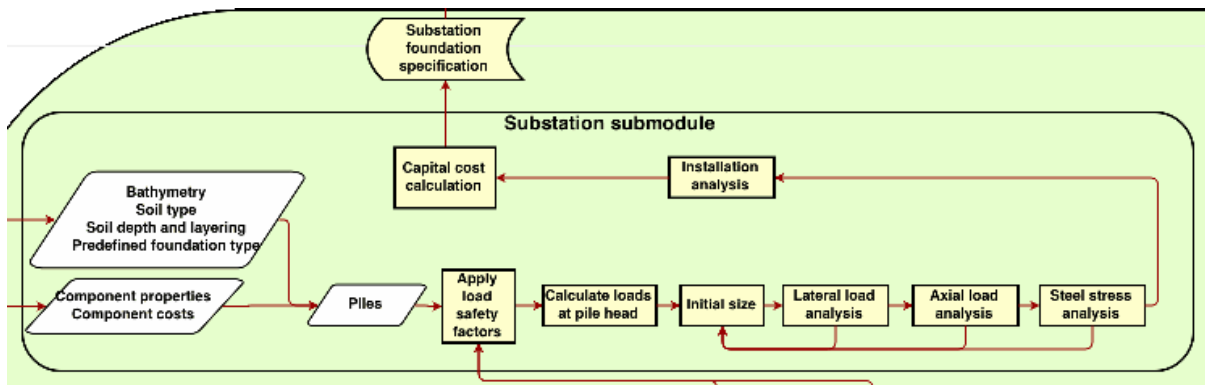 Substation
foundation
specification
Substation submodule
Capital cost
calculation
Installation
analysis
Bathymetry
Soil type
Soil depth and layering
Predefined foundation type
Component properties
Component costs
Piles
Apply
load
safety
factors
Calculate loads
at pile head
Initial size
Lateral load
analysis
Axial load
analysis
Steel stress
analysis